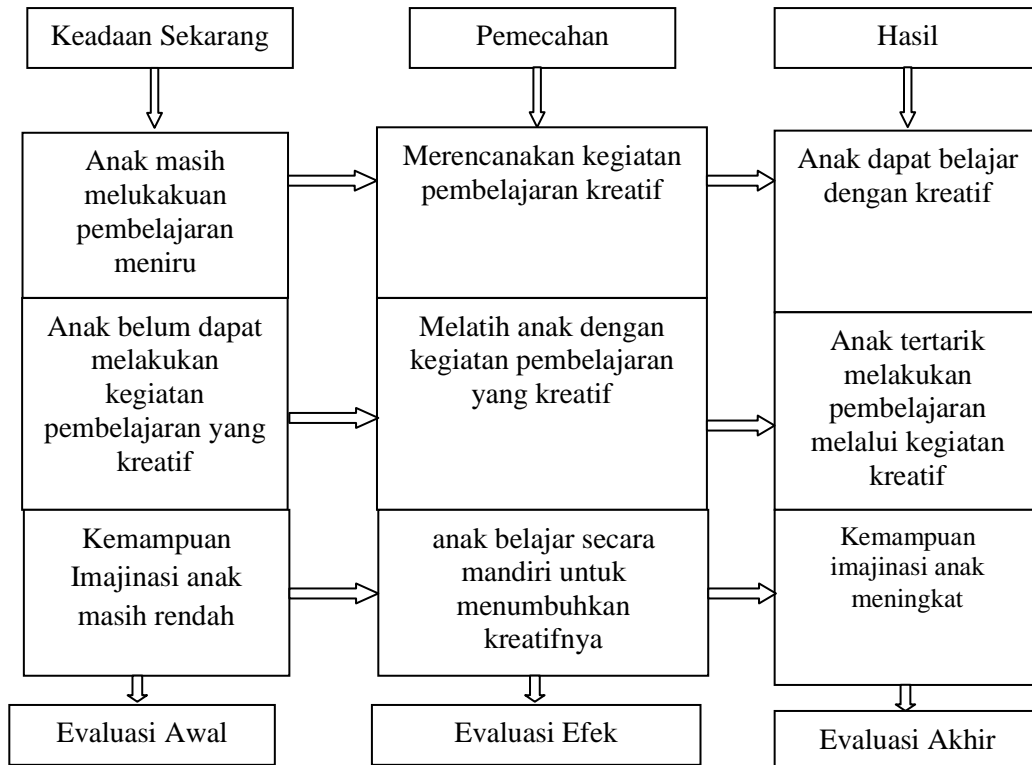 Keadaan Sekarang
Pemecahan
Hasil
Anak masih
melukakuan
pembelajaran
meniru
Merencanakan kegiatan
pembelajaran kreatif
Anak dapat belajar
dengan kreatif
Anak belum dapat
melakukan
kegiatan
pembelajaran yang
kreatif
Melatih anak dengan
kegiatan pembelajaran
yang kreatif
Anak tertarik
melakukan
pembelajaran
melalui kegiatan
kreatif
Kemampuan
Imajinasi anak
masih rendah
anak belajar secara
mandiri untuk
menumbuhkan
kreatifnya
Kemampuan
imajinasi anak
meningkat
Evaluasi Awal
Evaluasi Efek
Evaluasi Akhir